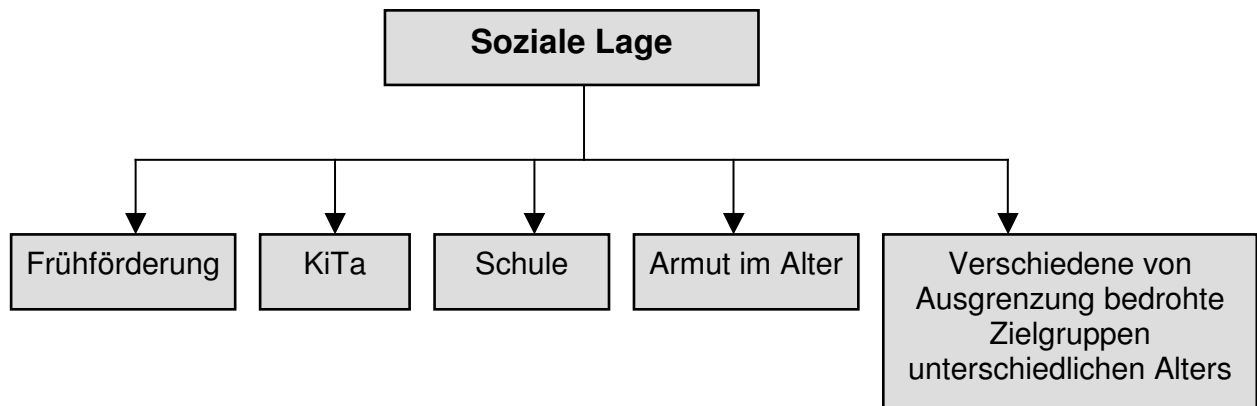 Soziale Lage
Frühförderung
KiTa
Schule
Armut im Alter
Verschiedene von
Ausgrenzung bedrohte
Zielgruppen
unterschiedlichen Alters